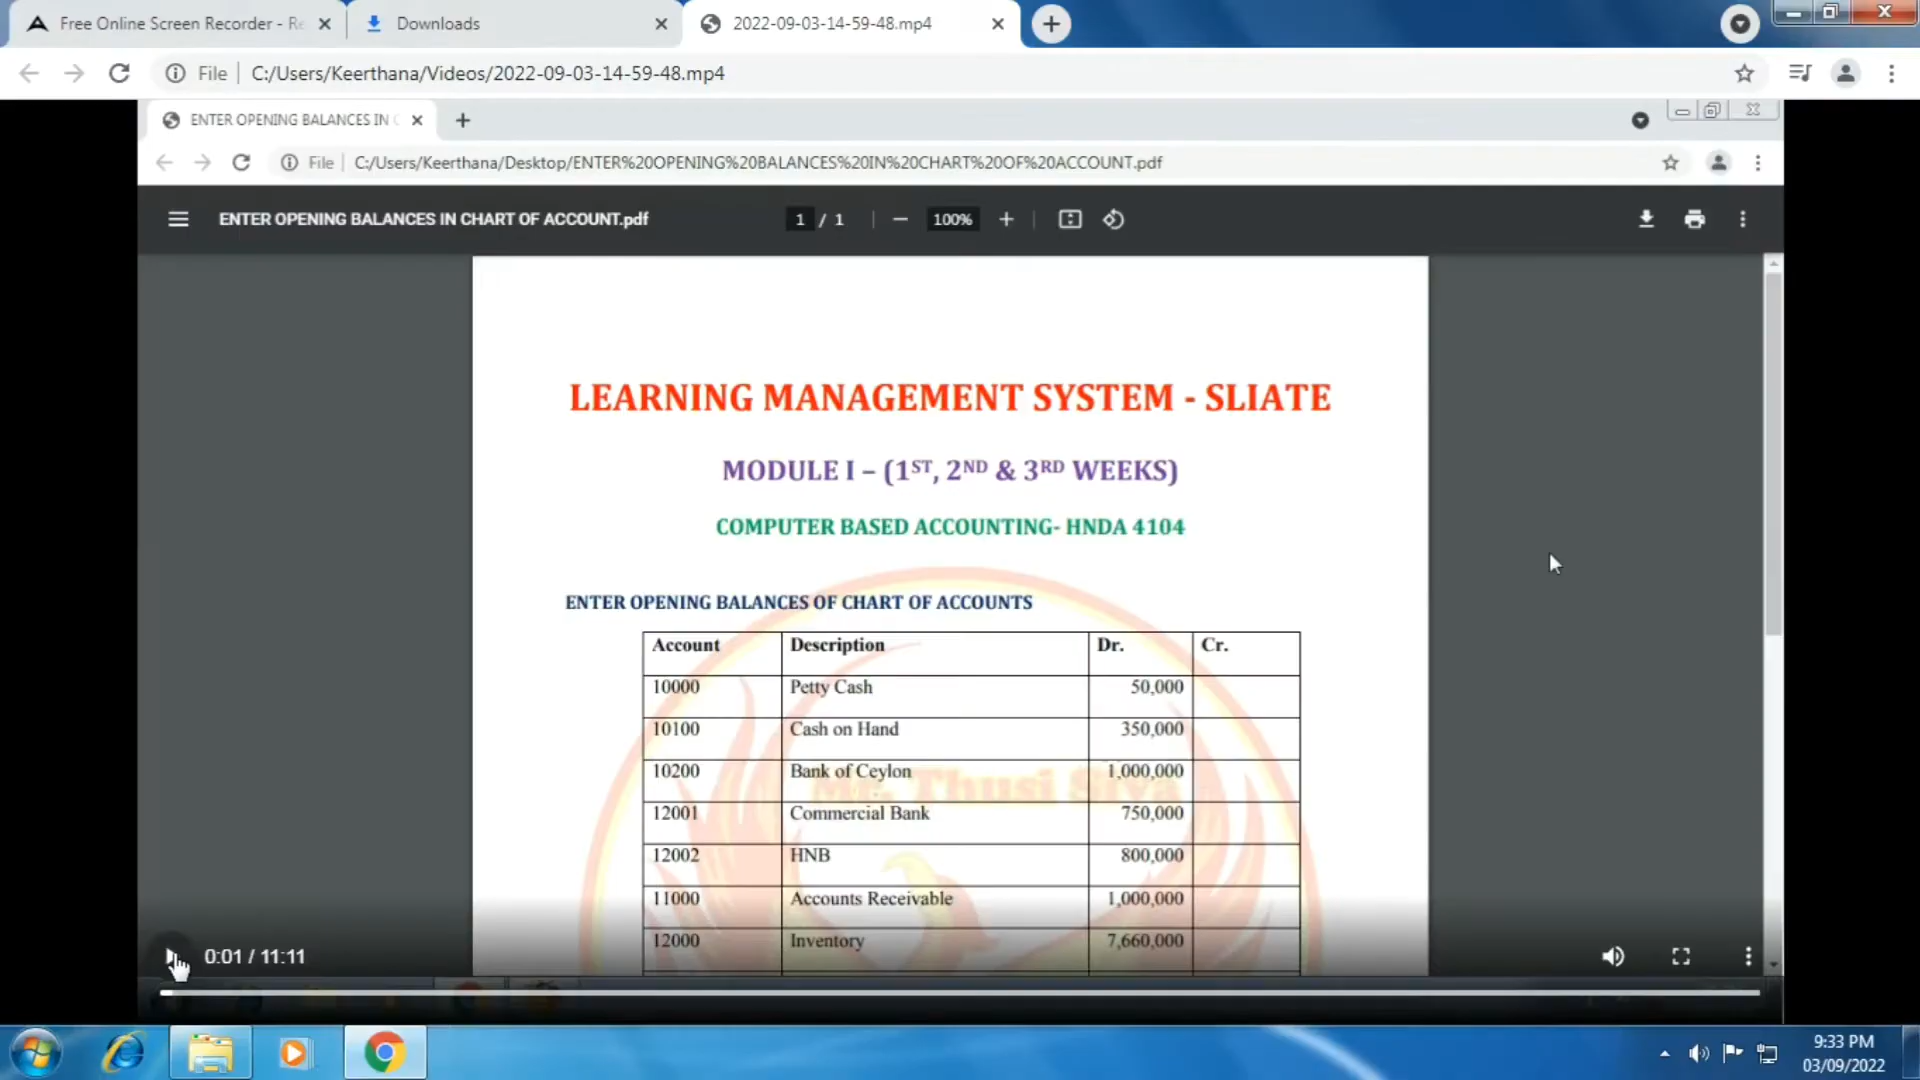 Free Online Screen Recorder - Re
Downloads
2022-09-03-14-59-48.mp4
File
C:/Users/Keerthana/Videos/2022-09-03-14-59-48.mp4
ENTER OPENING BALANCES IN C
File
C:/Users/Keerthana/Desktop/ENTER%20OPENING%20BALANCES%20IN%20CHART%20OF%20ACCOUNT.pdf
ENTER OPENING BALANCES IN CHART OF ACCOUNT.pdf
1 / 1
100%
LEARNING MANAGEMENT SYSTEM - SLIATE
MODULE I – (1ST, 2ND & 3RD WEEKS)
COMPUTER BASED ACCOUNTING- HNDA 4104
ENTER OPENING BALANCES OF CHART OF ACCOUNTS
Account Description Dr. Cr.
10000 Petty Cash 50,000
10100 Cash on Hand 350,000
10200 Bank of Ceylon 1,000,000
Mr. Thusi Siva
12001 Commercial Bank 750,000
12002 HNB 800,000
11000 Accounts Receivable 1,000,000
12000 Inventory 7,660,000
0:01 / 11:11
9:33 PM
03/09/2022